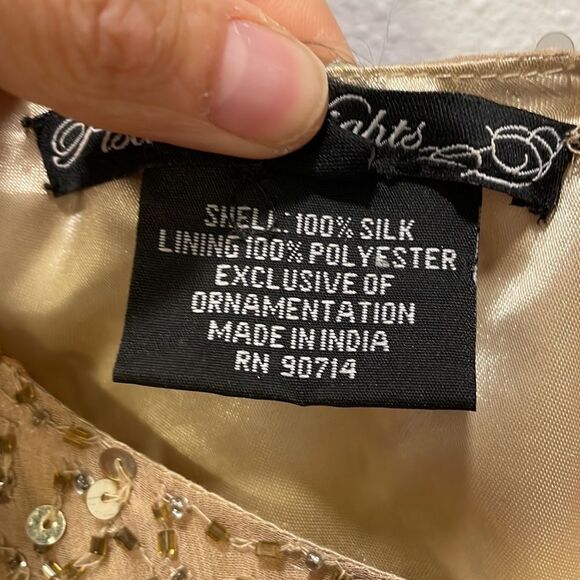 SHELL: 100% SILK
LINING 100% POLYESTER
EXCLUSIVE OF
ORNAMENTATION
MADE IN INDIA
RN 90714